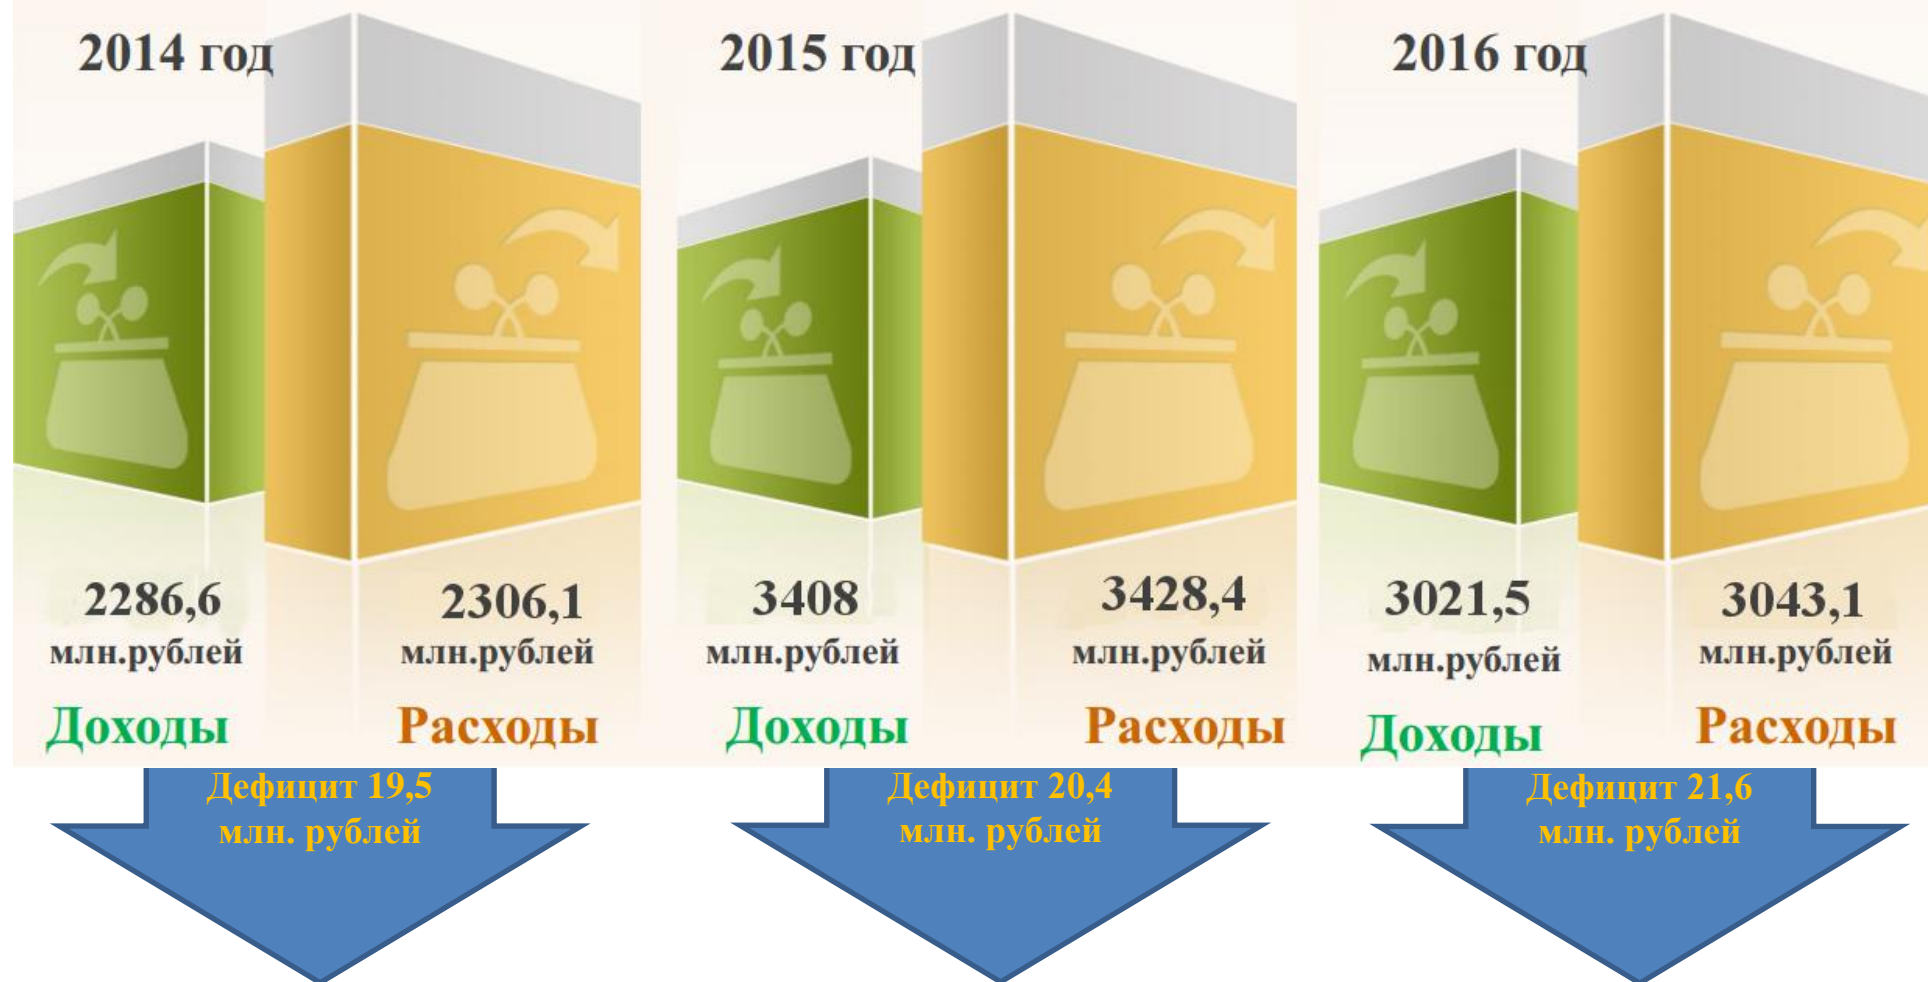 2014 год
2286,6
млн.рублей
Доходы
2306,1
млн.рублей
Расходы
Дефицит 19,5
млн. рублей
2015 год
3408
млн.рублей
Доходы
3428,4
млн.рублей
Расходы
Дефицит 20,4
млн. рублей
2016 год
3021,5
млн.рублей
Доходы
3043,1
млн.рублей
Расходы
Дефицит 21,6
млн. рублей